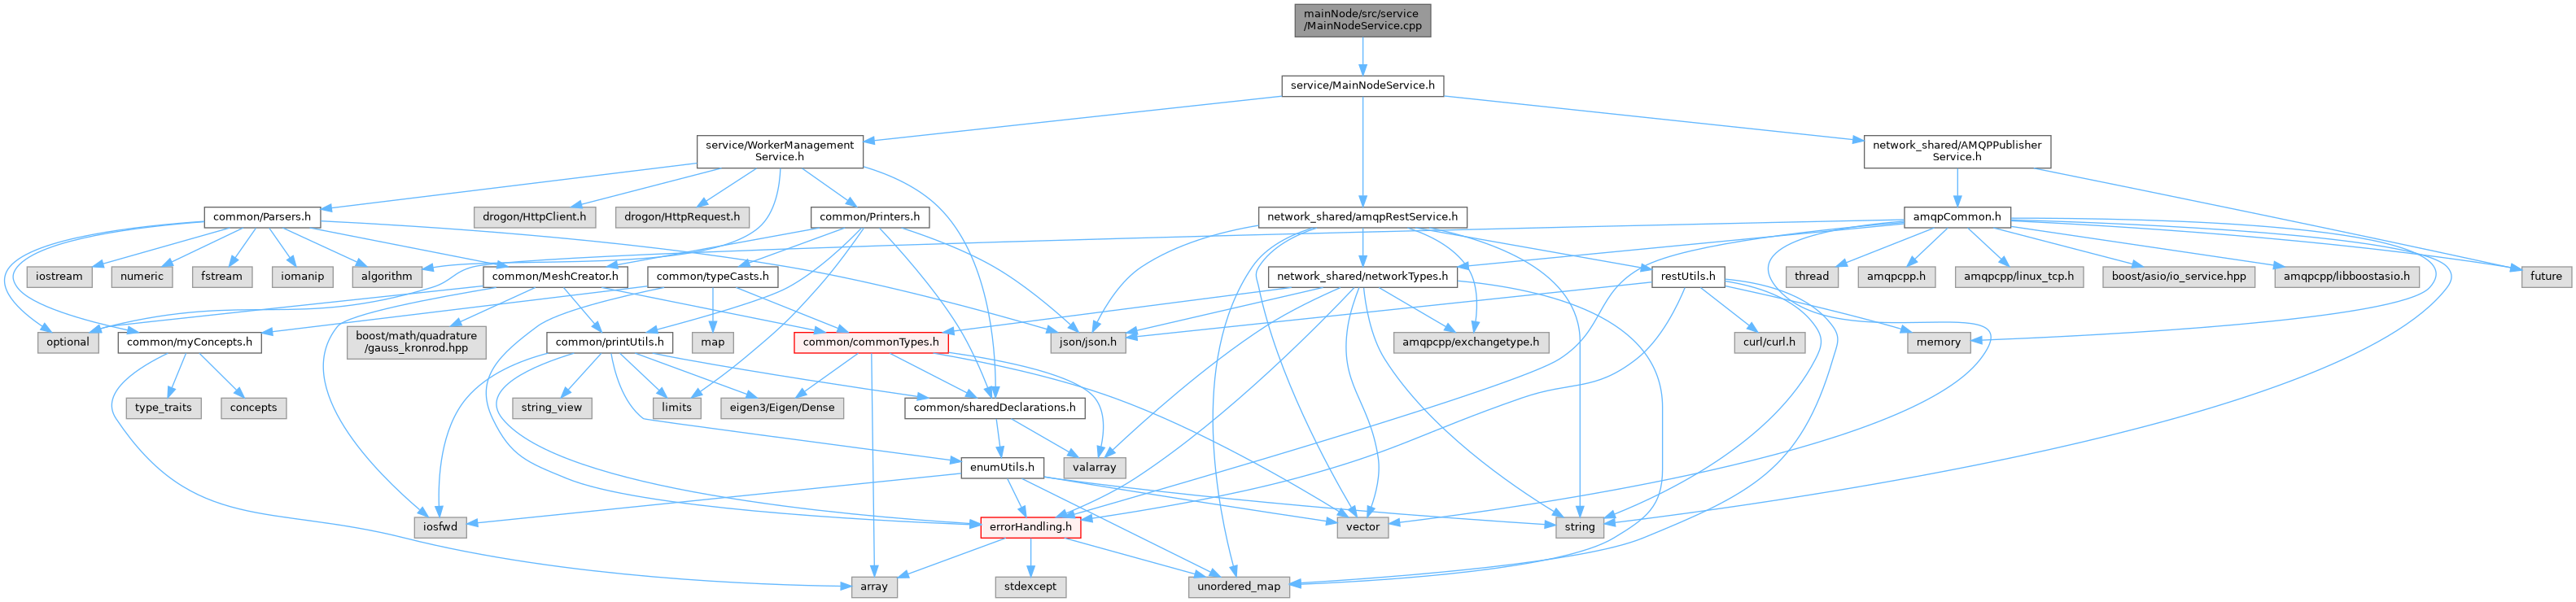 mainNode/src/service
/MainNodeService.cpp
service/MainNodeService.h
service/WorkerManagement
Service.h
network_shared/AMQPPublisher
Service.h
common/Parsers.h
drogon/HttpClient.h
drogon/HttpRequest.h
common/Printers.h
network_shared/amqpRestService.h
amqpCommon.h
iostream
numeric
fstream
iomanip
algorithm
common/MeshCreator.h
common/typeCasts.h
network_shared/networkTypes.h
restUtils.h
thread
amqpcpp.h
amqpcpp/linux_tcp.h
boost/asio/io_service.hpp
amqpcpp/libboostasio.h
future
optional
common/myConcepts.h
boost/math/quadrature
/gauss_kronrod.hpp
common/printUtils.h
map
common/commonTypes.h
json/json.h
amqpcpp/exchangetype.h
curl/curl.h
memory
type_traits
concepts
string_view
limits
eigen3/Eigen/Dense
common/sharedDeclarations.h
enumUtils.h
valarray
iosfwd
errorHandling.h
vector
string
array
stdexcept
unordered_map